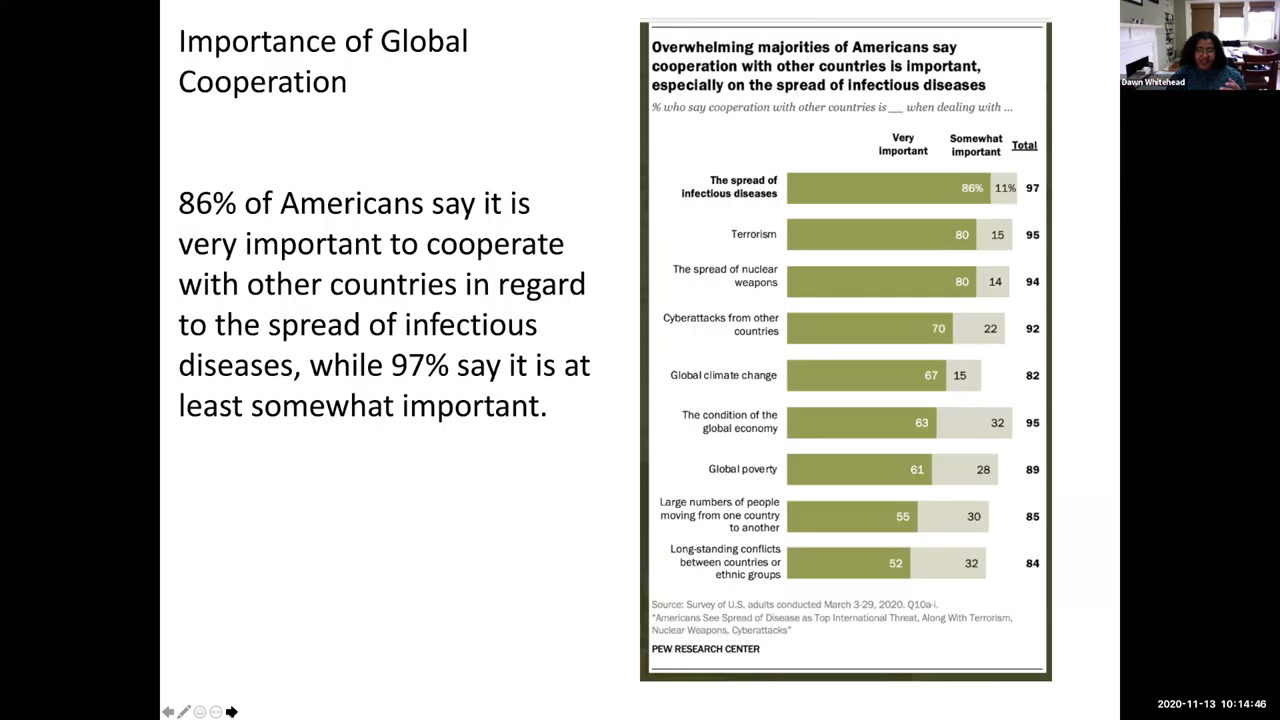 Importance of Global
Cooperation
86% of Americans say it is
very important to cooperate
with other countries in regard
to the spread of infectious
diseases, while 97% say it is at
least somewhat important.
Overwhelming majorities of Americans say
cooperation with other countries is important,
especially on the spread of infectious diseases
% who say cooperation with other countries is __ when dealing with ...
Very
important
Somewhat
important
Total
The spread of
infectious diseases
86% 11% 97
Terrorism 80 15 95
The spread of nuclear
weapons
80 14 94
Cyberattacks from other
countries
70 22 92
Global climate change 67 15 82
The condition of the
global economy
63 32 95
Global poverty 61 28 89
Large numbers of people
moving from one country
to another
55 30 85
Long-standing conflicts
between countries or
ethnic groups
52 32 84
Source: Survey of U.S. adults conducted March 3-29, 2020. Q10a-i.
"Americans See Spread of Disease as Top International Threat, Along With Terrorism,
Nuclear Weapons, Cyberattacks"
PEW RESEARCH CENTER
Dawn Whitehead
2020-11-13 10:14:46